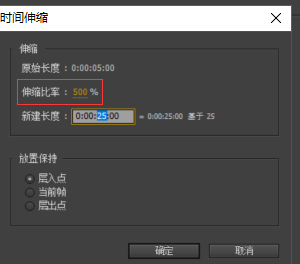 时间伸缩
伸缩
原始长度：0:00:05:00
伸缩比率：500 %
新建长度：0:00:25:00 = 0:00:25:00 基于 25
放置保持
层入点
当前帧
层出点
确定 取消